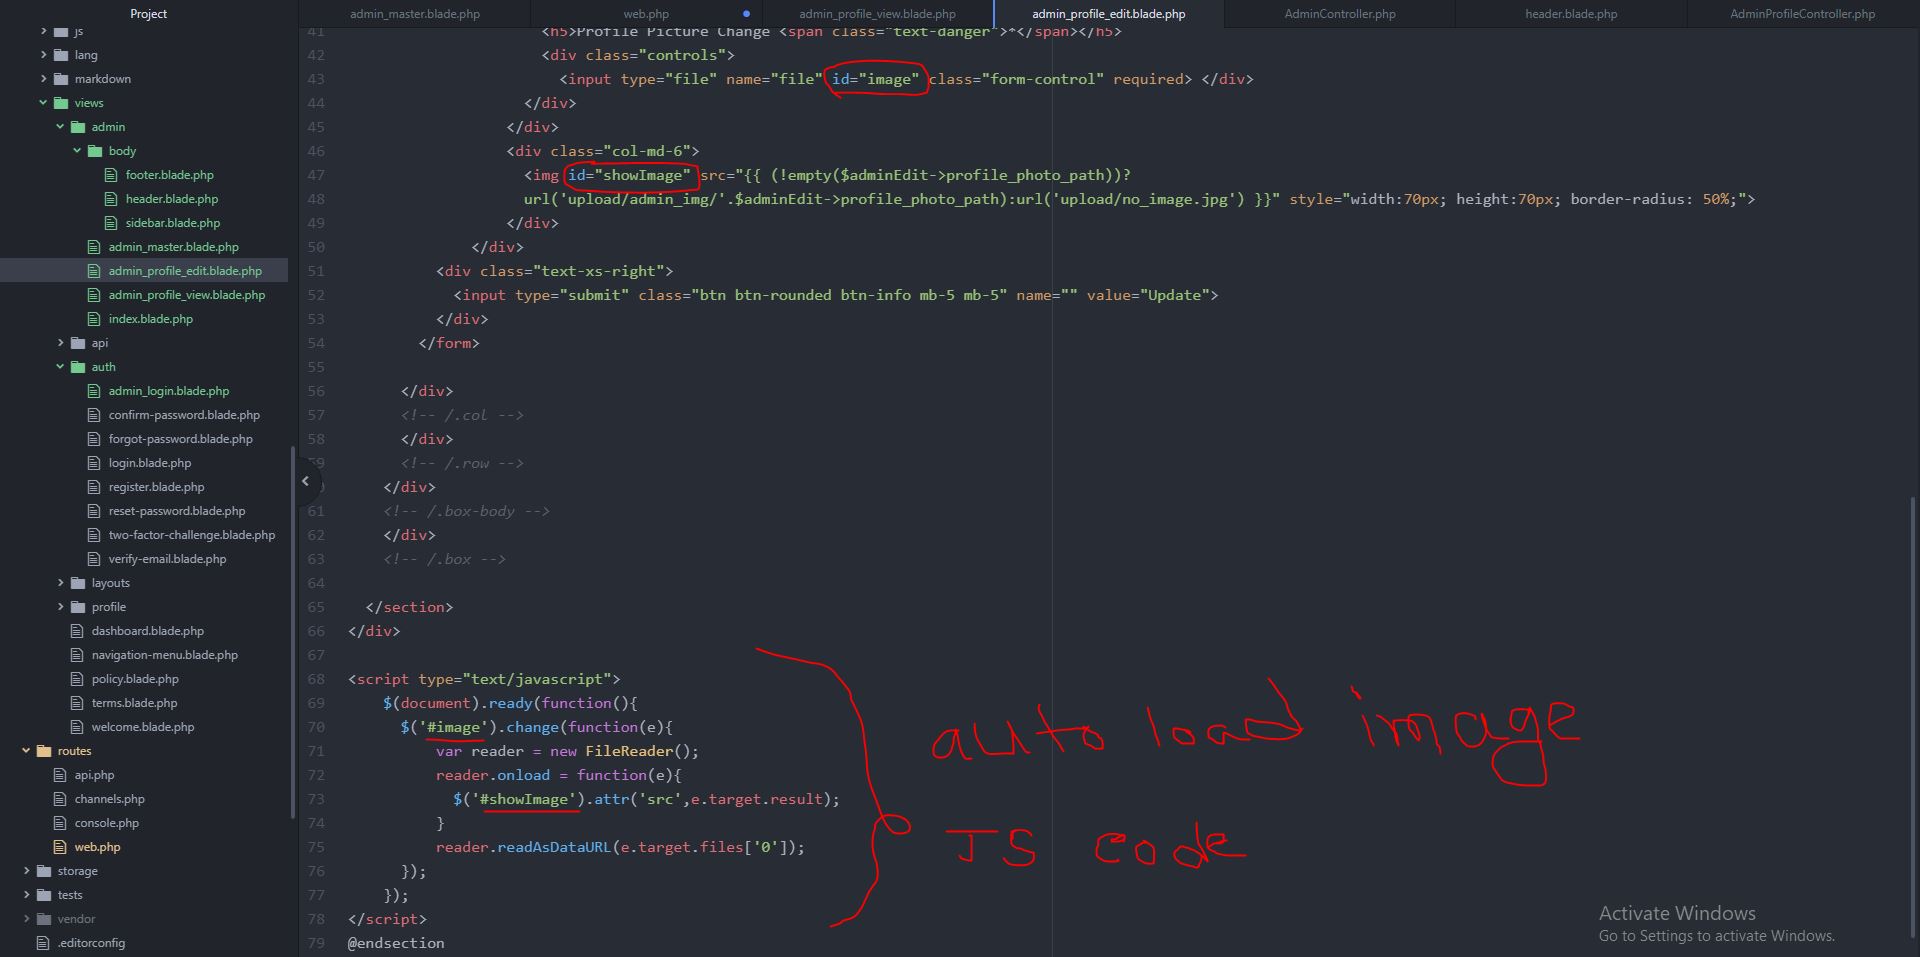 Project
admin_master.blade.php
web.php
admin_profile_view.blade.php
admin_profile_edit.blade.php
AdminController.php
header.blade.php
AdminProfileController.php
js
lang
markdown
views
admin
body
footer.blade.php
header.blade.php
sidebar.blade.php
admin_master.blade.php
admin_profile_edit.blade.php
admin_profile_view.blade.php
index.blade.php
api
auth
admin_login.blade.php
confirm-password.blade.php
forgot-password.blade.php
login.blade.php
register.blade.php
reset-password.blade.php
two-factor-challenge.blade.php
verify-email.blade.php
layouts
profile
dashboard.blade.php
navigation-menu.blade.php
policy.blade.php
terms.blade.php
welcome.blade.php
routes
api.php
channels.php
console.php
web.php
storage
tests
vendor
.editorconfig
41 <h5>Profile Picture Change <span class="text-danger">*</span></h5>
42 <div class="controls">
43 <input type="file" name="file" id="image" class="form-control" required> </div>
44 </div>
45 </div>
46 <div class="col-md-6">
47 <img id="showImage" src="{{ (!empty($adminEdit->profile_photo_path))?
48 url('upload/admin_img/'.$adminEdit->profile_photo_path):url('upload/no_image.jpg') }}" style="width:70px; height:70px; border-radius: 50%;">
49 </div>
50 </div>
51 <div class="text-xs-right">
52 <input type="submit" class="btn btn-rounded btn-info mb-5 mb-5" name="" value="Update">
53 </div>
54 </form>
55
56 </div>
57 <!-- /.col -->
58 </div>
59 <!-- /.row -->
</div>
61 <!-- /.box-body -->
62 </div>
63 <!-- /.box -->
64
65 </section>
66 </div>
67
68 <script type="text/javascript">
69 $(document).ready(function(){
70 $('#image').change(function(e){
71 var reader = new FileReader();
72 reader.onload = function(e){
73 $('#showImage').attr('src',e.target.result);
74 }
75 reader.readAsDataURL(e.target.files['0']);
76 });
77 });
78 </script>
79 @endsection
auto load image
JS code
Activate Windows
Go to Settings to activate Windows.